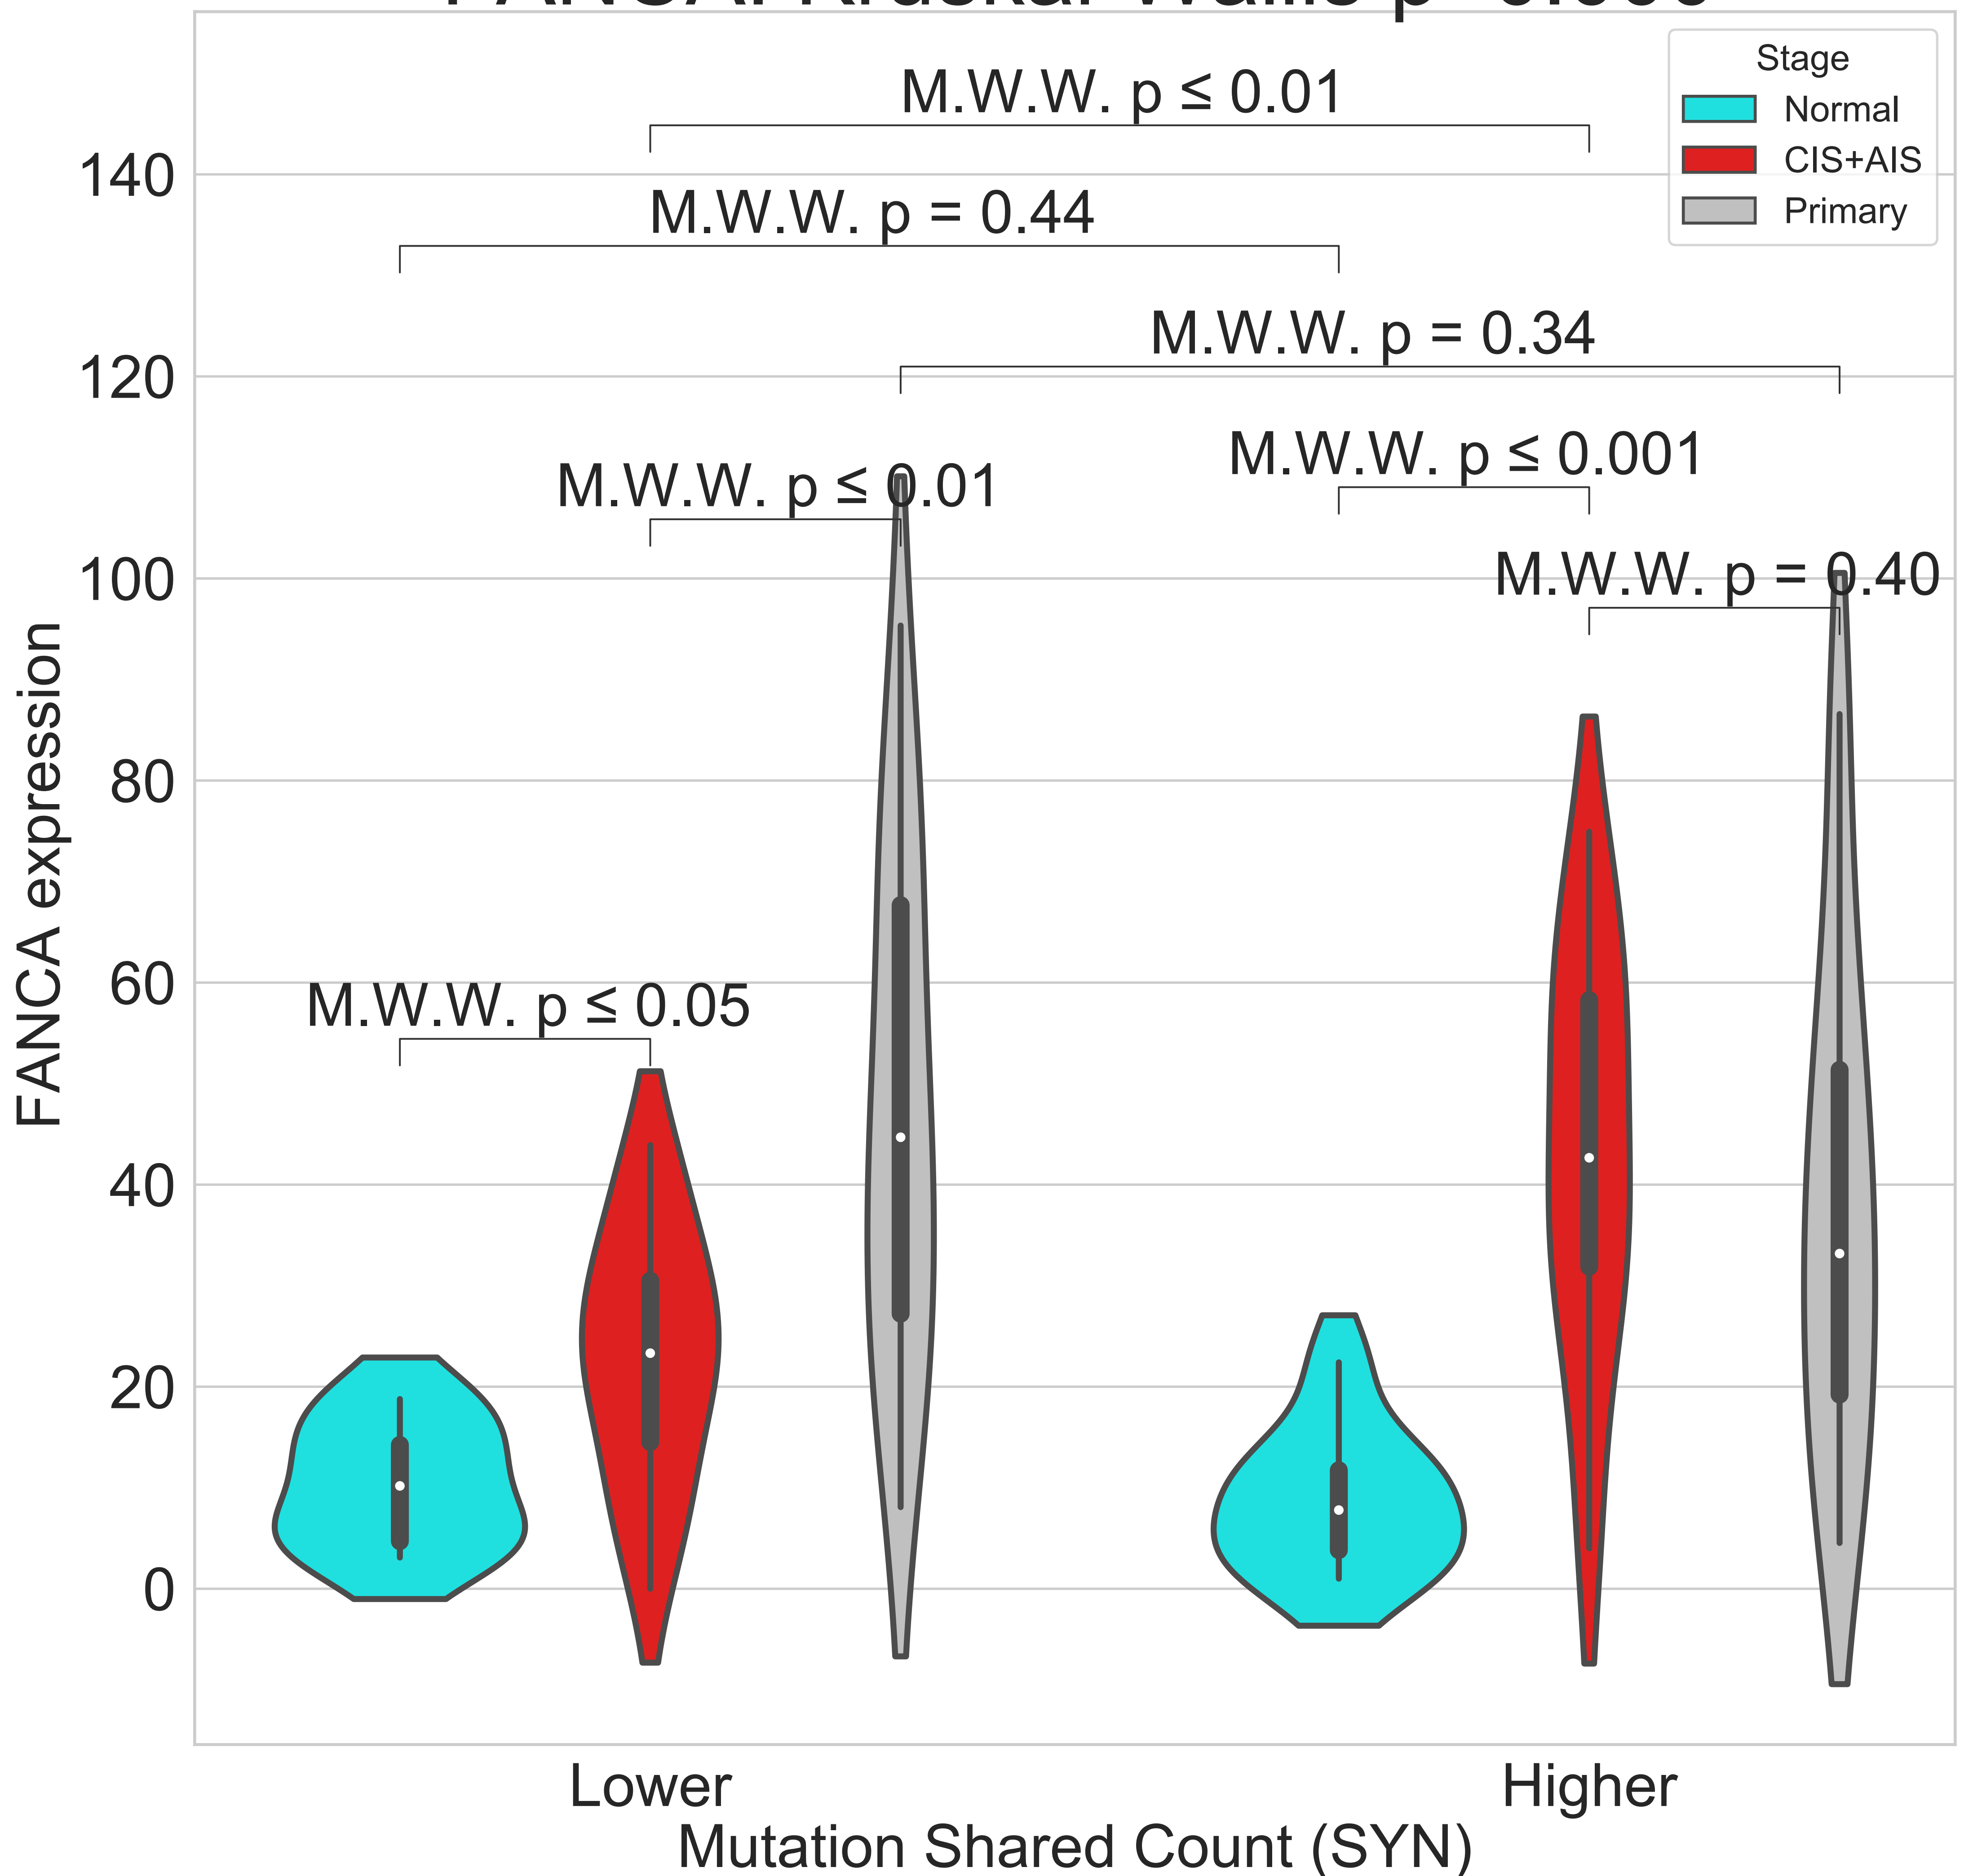 Stage
Normal
CIS+AIS
Primary
M.W.W. p ≤ 0.01
M.W.W. p = 0.44
M.W.W. p = 0.34
M.W.W. p ≤ 0.001
M.W.W. p ≤ 0.01
M.W.W. p = 0.40
M.W.W. p ≤ 0.05
140
120
100
80
60
40
20
0
FANCA expression
Lower
Higher
Mutation Shared Count (SYN)